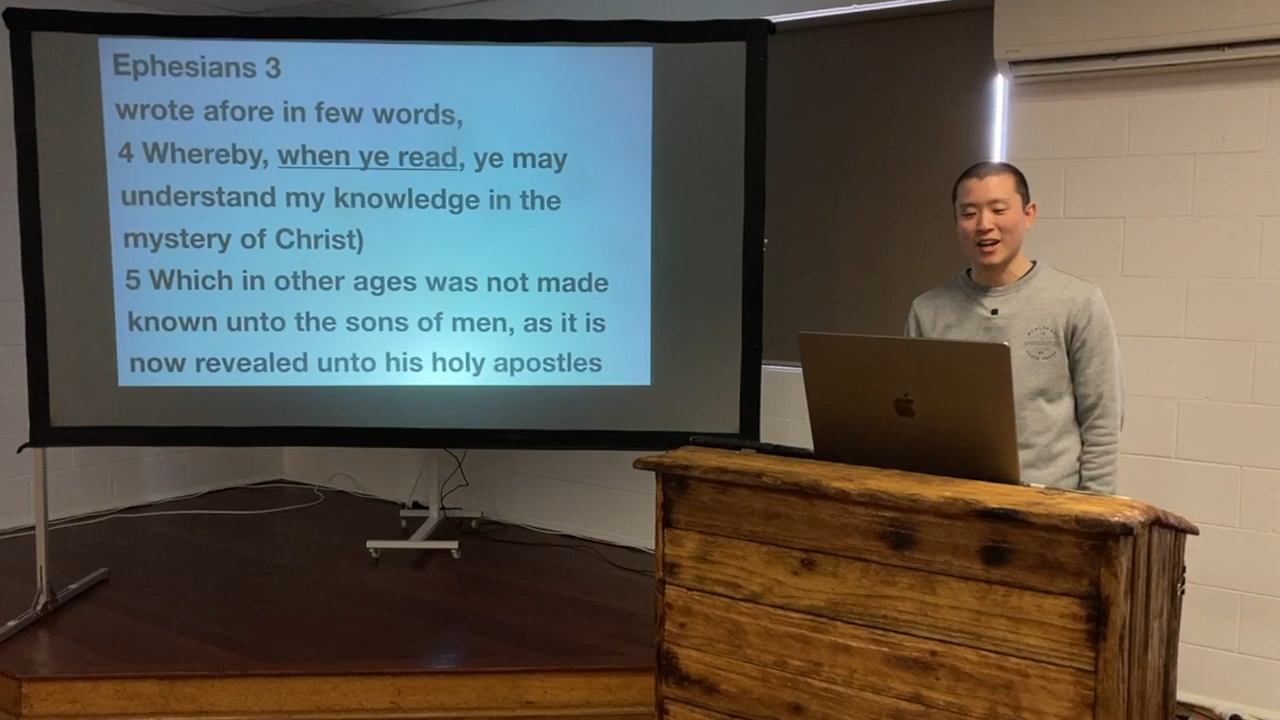 Ephesians 3
wrote afore in few words,
4 Whereby, when ye read, ye may
understand my knowledge in the
mystery of Christ)
5 Which in other ages was not made
known unto the sons of men, as it is
now revealed unto his holy apostles